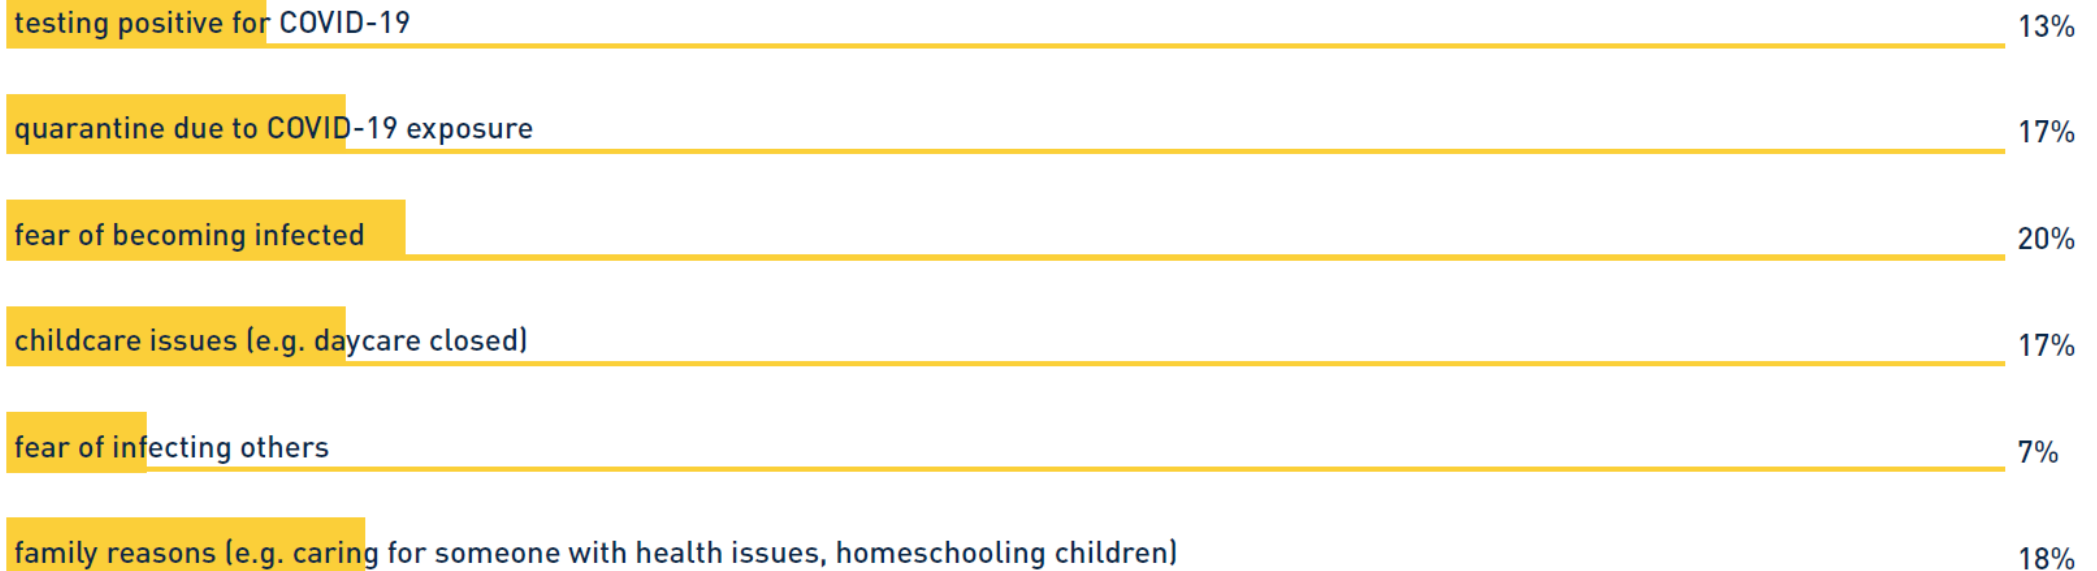 testing positive for COVID-19 13%
quarantine due to COVID-19 exposure 17%
fear of becoming infected 20%
childcare issues (e.g. daycare closed) 17%
fear of infecting others 7%
family reasons (e.g. caring for someone with health issues, homeschooling children) 18%